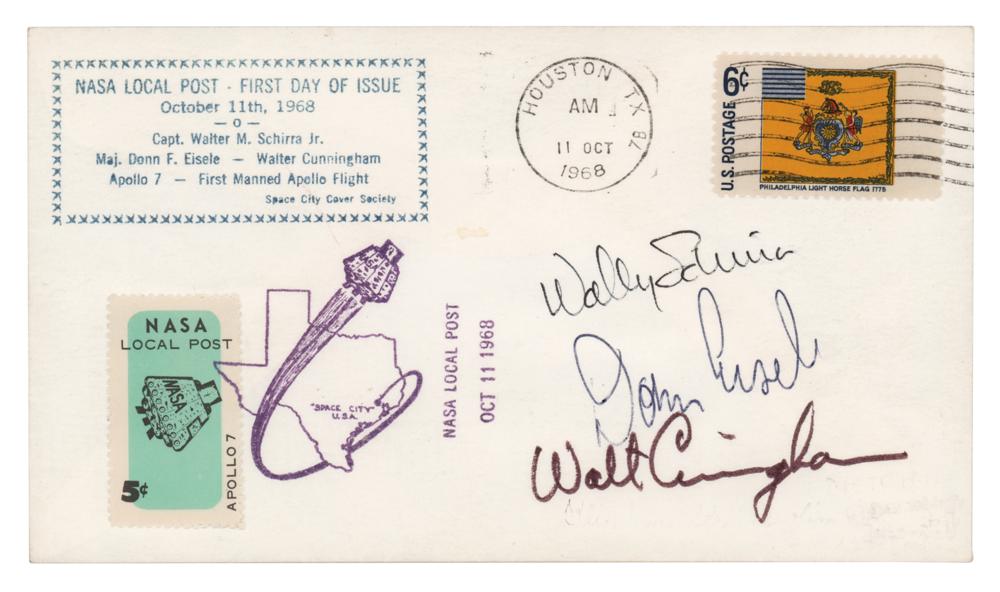 NASA LOCAL POST - FIRST DAY OF ISSUE
October 11th, 1968
— o —
Capt. Walter M. Schirra Jr.
Maj. Donn F. Eisele — Walter Cunningham
Apollo 7 — First Manned Apollo Flight
Space City Cover Society
HOUSTON TX
AM
11 OCT
1968
6¢
U.S. POSTAGE
PHILADELPHIA LIGHT HORSE FLAG 1775
Wally Schirra
Donn Eisele
Walt Cunningham
NASA
LOCAL POST
NASA
5¢
APOLLO 7
"SPACE CITY"
U.S.A.
NASA LOCAL POST
OCT 11 1968